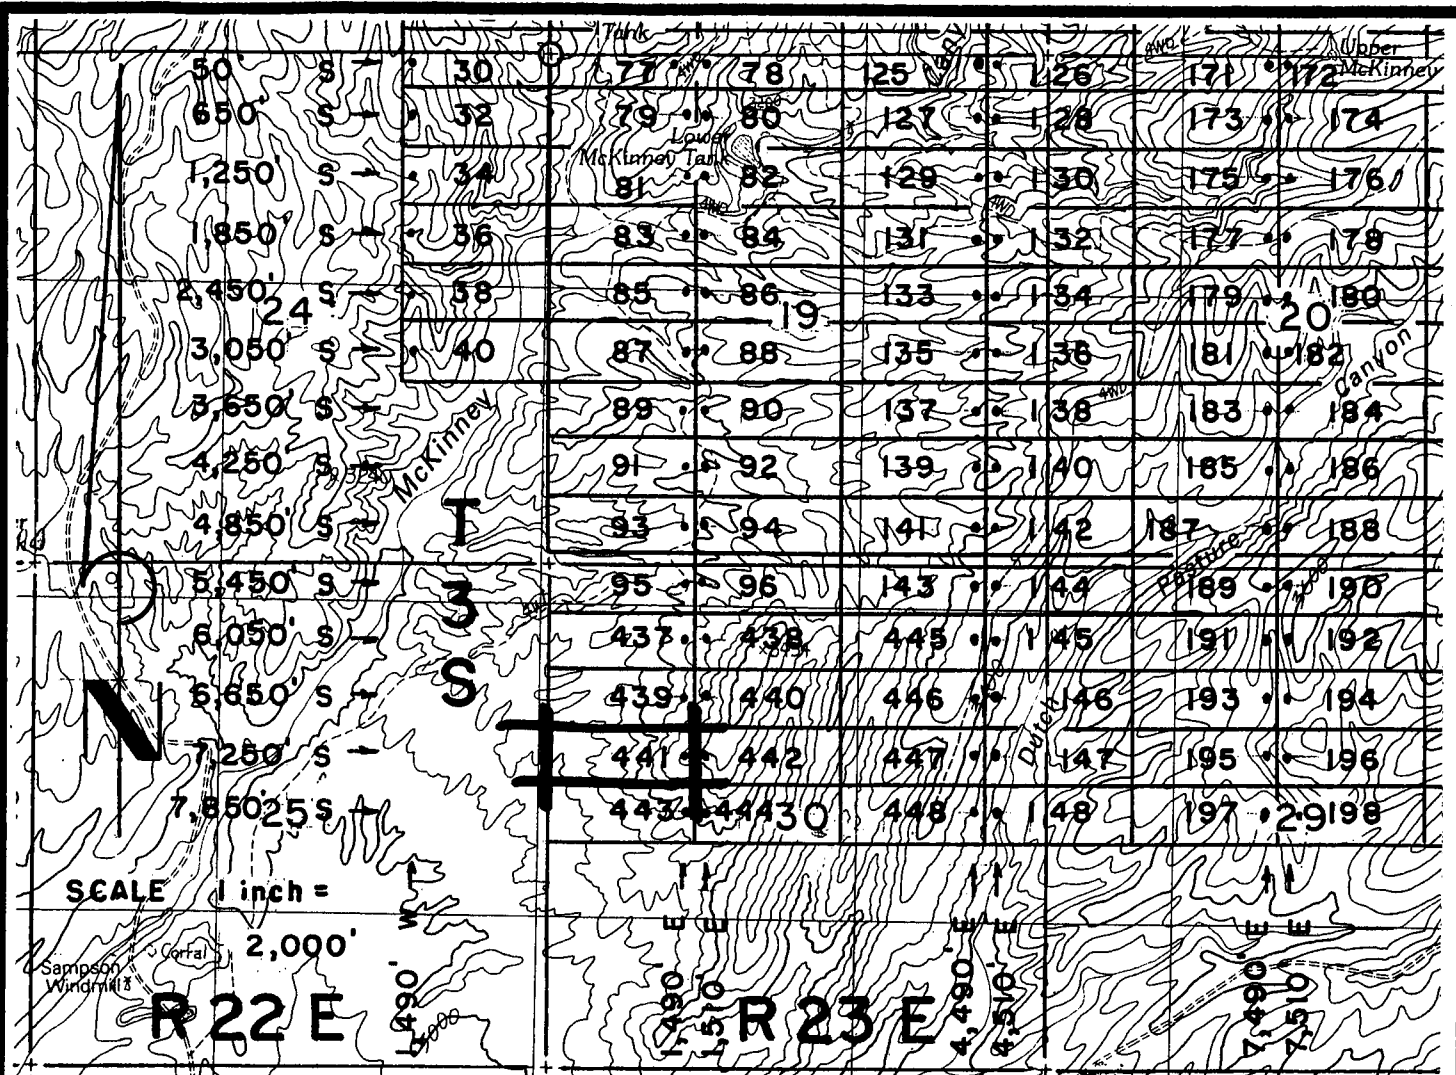 Tank
Upper
McKinney
4WD
50' S 30 77 78 125 126 171 172
650' S 32 79 80 127 128 173 174
Lower
McKinney Tank
1,250' S 34 81 82 129 130 175 176
4WD 4WD
1,850' S 36 83 84 131 132 177 178
2,450' S 38 85 86 133 134 179 180
24 19 20
3,050' S 40 87 88 135 136 181 182
Canyon
4WD
3,650' S 89 90 137 138 183 184
McKinney
4,250' S 91 92 139 140 185 186
4,850' S 93 94 141 142 187 188
T
Pasture
5,450' S 95 96 143 144 189 190
3
6,050' S 437 438 445 145 191 192
S
6,650' S 439 440 446 146 193 194
N
Dutch
7,250' S 441 442 447 147 195 196
7,850' S 443 444 448 148 197 198
25 30 29
SCALE 1 inch =
2,000'
Corral
Sampson
Windmill
1,490' W
1,490' E
1,510' E
4,490' E
4,510' E
7,490' E
7,510' E
5000
R 22 E R 23 E